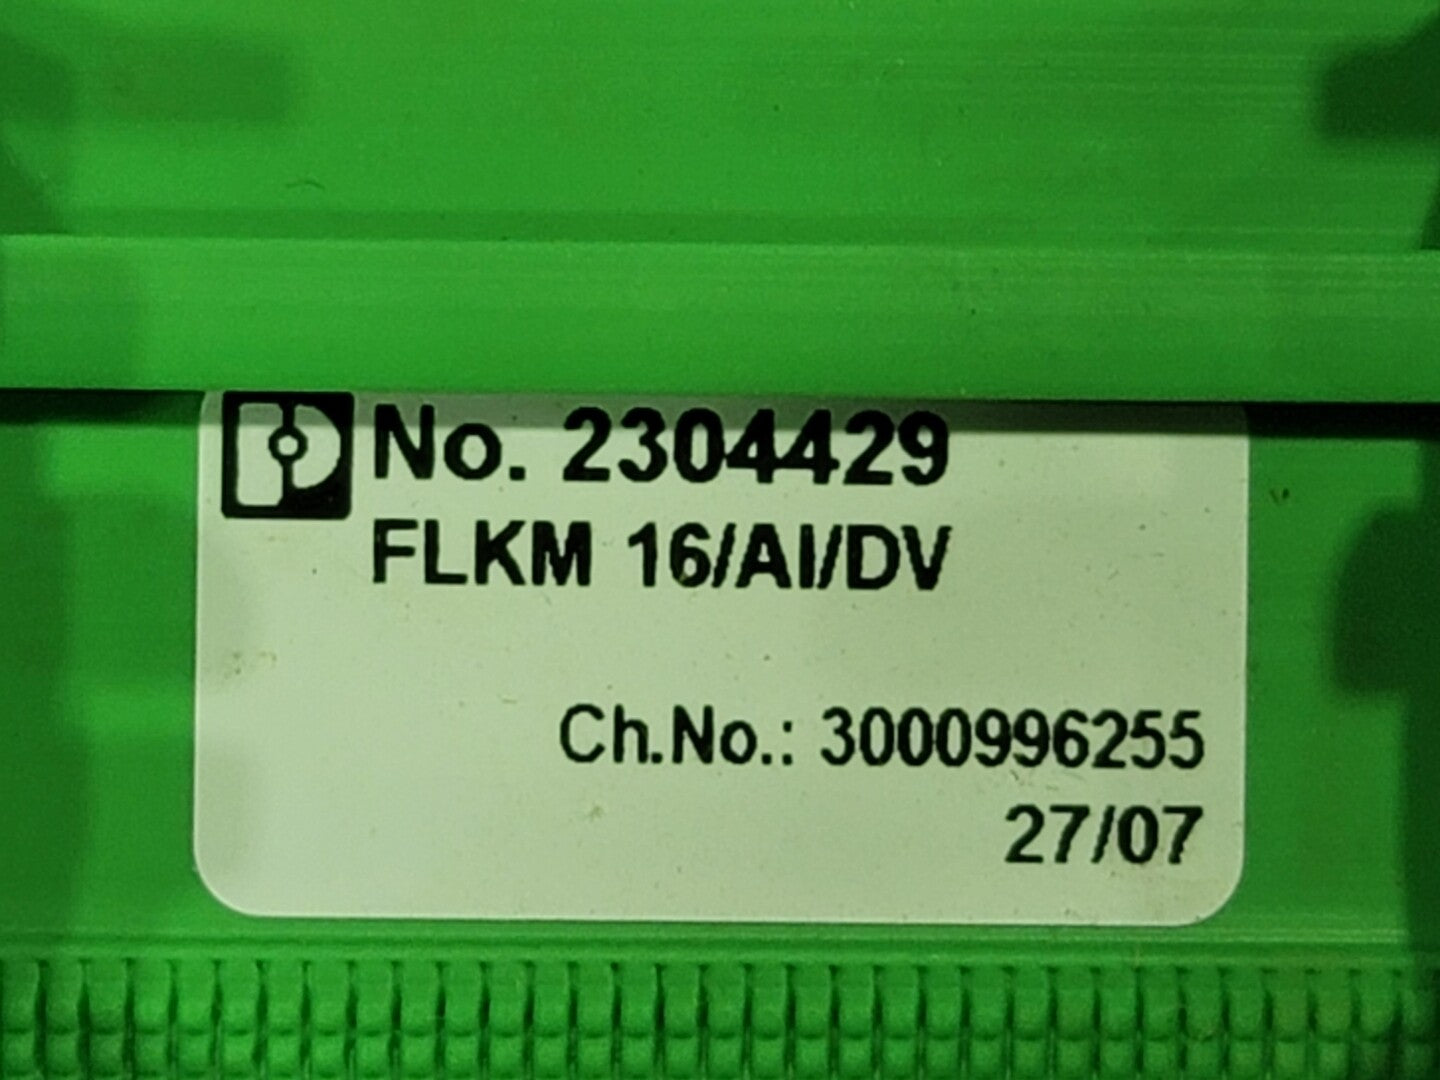 No. 2304429
FLKM 16/AI/DV
Ch.No.: 3000996255
27/07